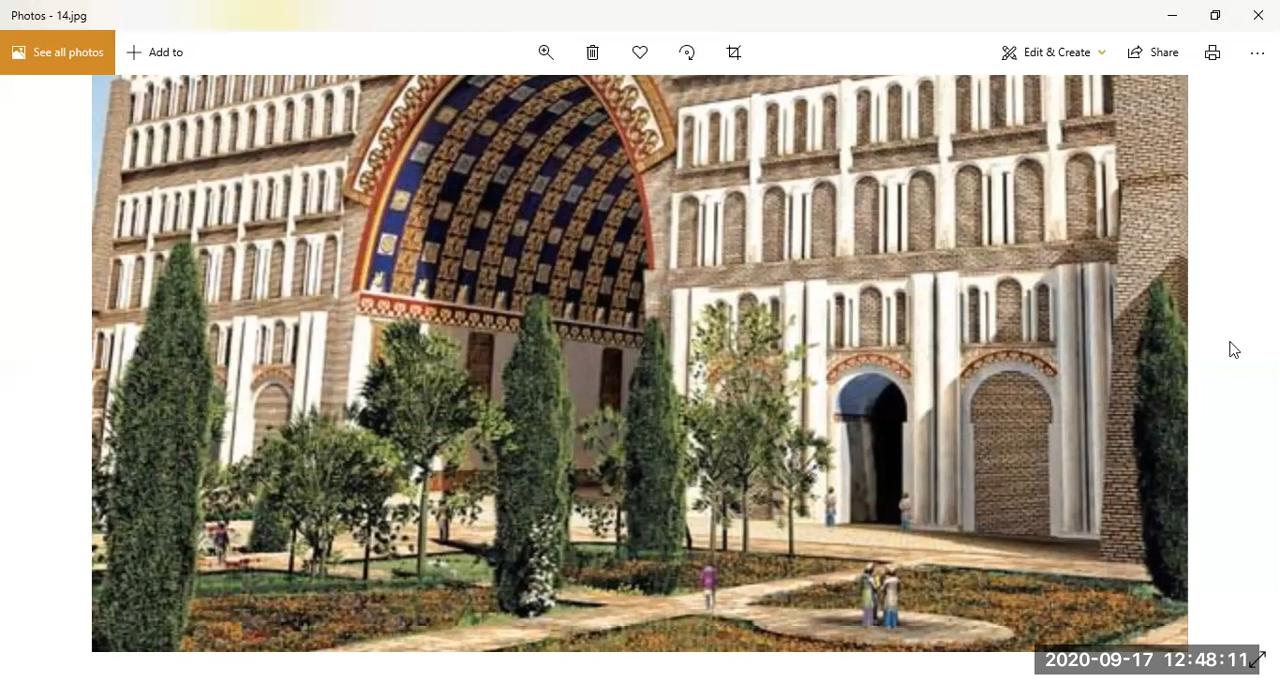 Photos - 14.jpg
See all photos
Add to
Edit & Create
Share
2020-09-17 12:48:11